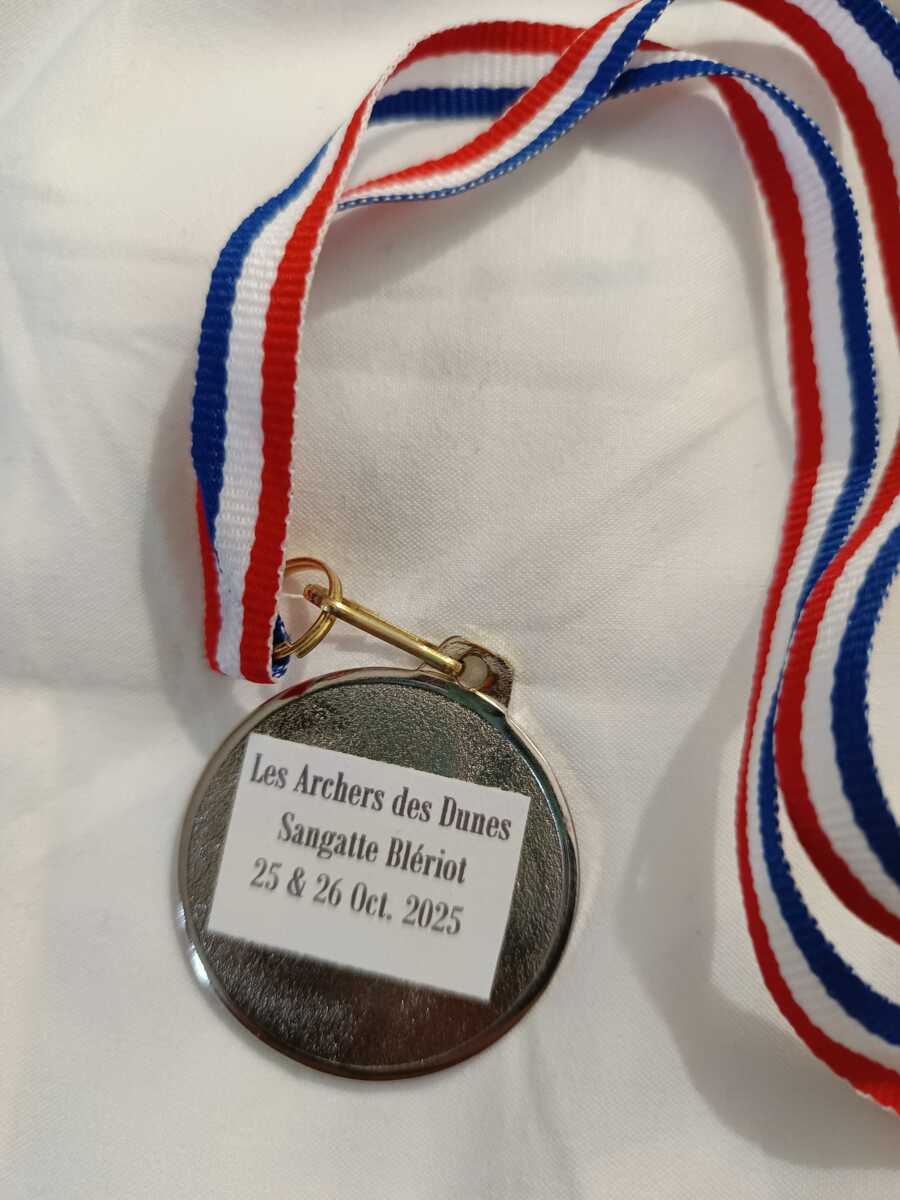 Les Archers des Dunes
Sangatte Blériot
25 & 26 Oct. 2025